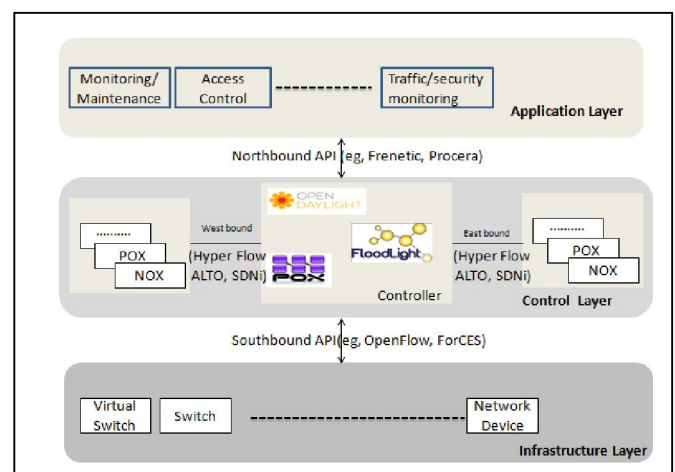 Monitoring/
Maintenance
Access
Control
Traffic/security
monitoring
Application Layer
Northbound API (eg, Frenetic, Procera)
..........
POX
NOX
West bound
(Hyper Flow
ALTO, SDNi)
OPEN
DAYLIGHT
FloodLight
POX
Controller
East bound
(Hyper Flow
ALTO, SDNi)
..........
POX
NOX
Control Layer
Southbound API(eg, OpenFlow, ForCES)
Virtual
Switch
Switch
Network
Device
Infrastructure Layer